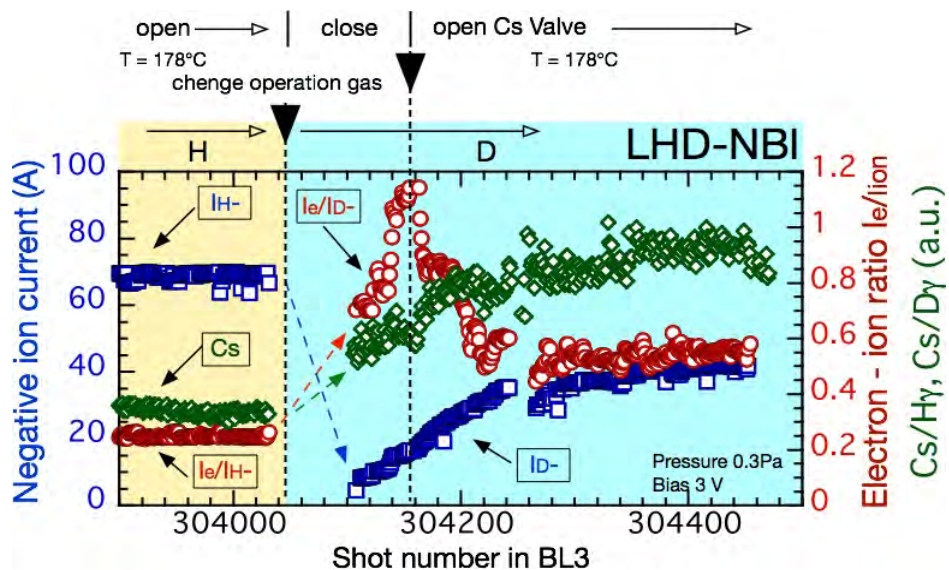 open
close
open Cs Valve
T = 178°C
T = 178°C
chenge operation gas
H
D
LHD-NBI
100
80
60
40
20
0
Negative ion current (A)
IH-
Ie/ID-
Cs
Ie/IH-
ID-
Pressure 0.3Pa
Bias 3 V
1.2
1
0.8
0.6
0.4
0.2
0
Electron - ion ratio Ie/Iion
Cs/Hγ, Cs/Dγ (a.u.)
304000
304200
304400
Shot number in BL3